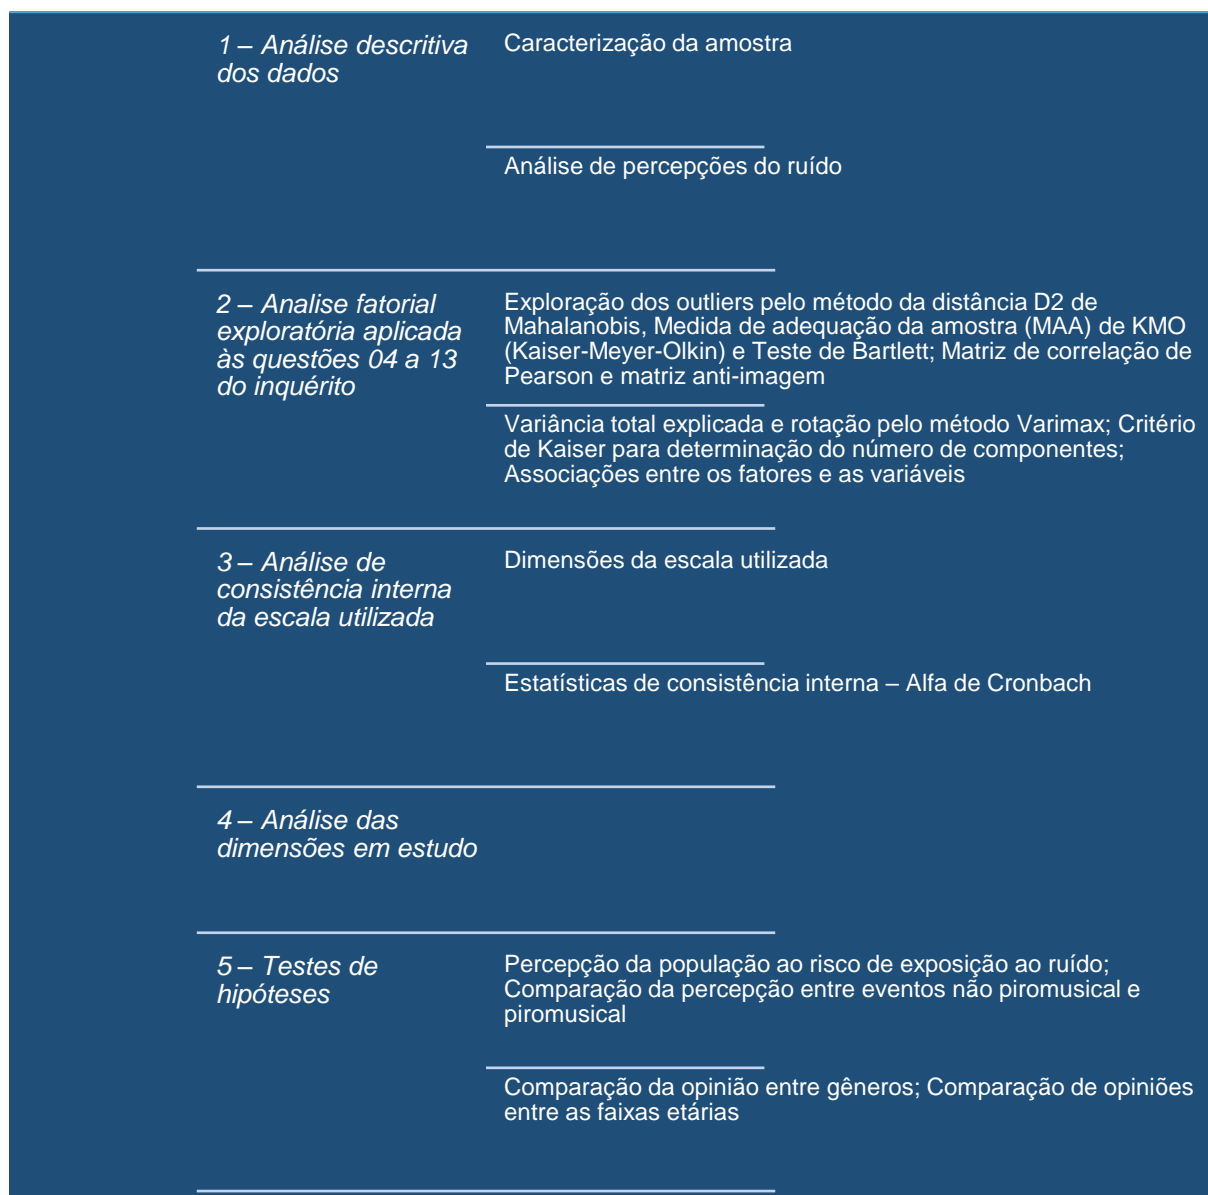 1 – Análise descritiva
dos dados
Caracterização da amostra
Análise de percepções do ruído
2 – Analise fatorial
exploratória aplicada
às questões 04 a 13
do inquérito
Exploração dos outliers pelo método da distância D2 de
Mahalanobis, Medida de adequação da amostra (MAA) de KMO
(Kaiser-Meyer-Olkin) e Teste de Bartlett; Matriz de correlação de
Pearson e matriz anti-imagem
Variância total explicada e rotação pelo método Varimax; Critério
de Kaiser para determinação do número de componentes;
Associações entre os fatores e as variáveis
3 – Análise de
consistência interna
da escala utilizada
Dimensões da escala utilizada
Estatísticas de consistência interna – Alfa de Cronbach
4 – Análise das
dimensões em estudo
5 – Testes de
hipóteses
Percepção da população ao risco de exposição ao ruído;
Comparação da percepção entre eventos não piromusical e
piromusical
Comparação da opinião entre gêneros; Comparação de opiniões
entre as faixas etárias